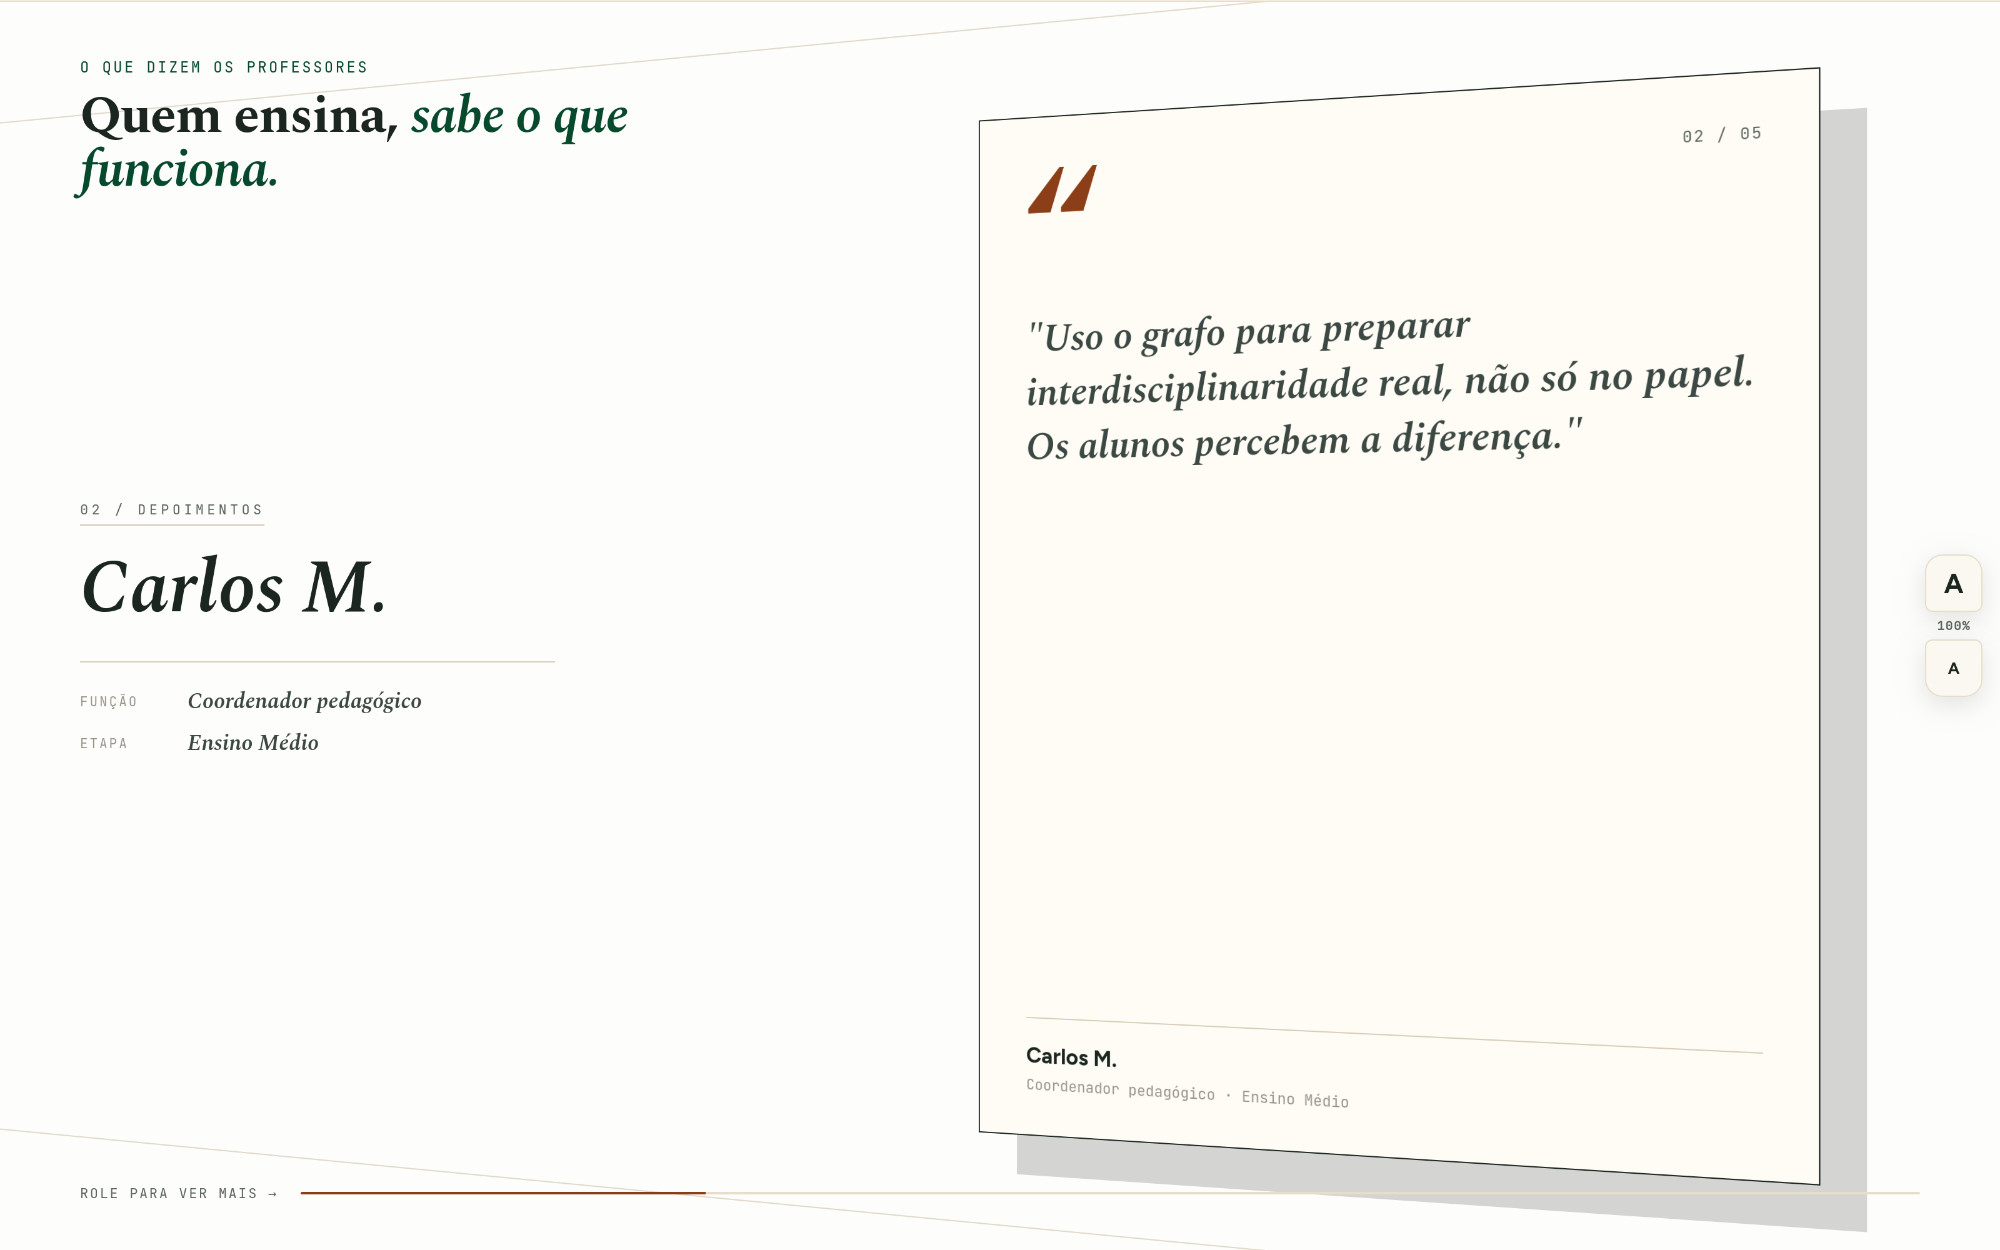 O QUE DIZEM OS PROFESSORES
Quem ensina, sabe o que
funciona.
02 / DEPOIMENTOS
Carlos M.
FUNÇÃO Coordenador pedagógico
ETAPA Ensino Médio
ROLE PARA VER MAIS →
02 / 05
“
"Uso o grafo para preparar
interdisciplinaridade real, não só no papel.
Os alunos percebem a diferença."
Carlos M.
Coordenador pedagógico · Ensino Médio
A
100%
A